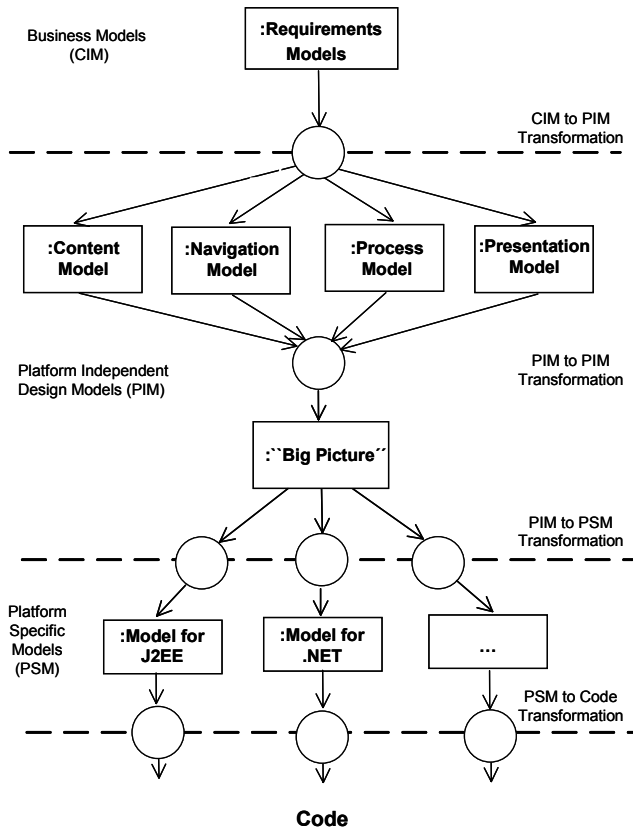 Business Models
(CIM)
:Requirements
Models
CIM to PIM
Transformation
:Content
Model
:Navigation
Model
:Process
Model
:Presentation
Model
Platform Independent
Design Models (PIM)
PIM to PIM
Transformation
:``Big Picture´´
PIM to PSM
Transformation
Platform
Specific
Models
(PSM)
:Model for
J2EE
:Model for
.NET
...
PSM to Code
Transformation
Code